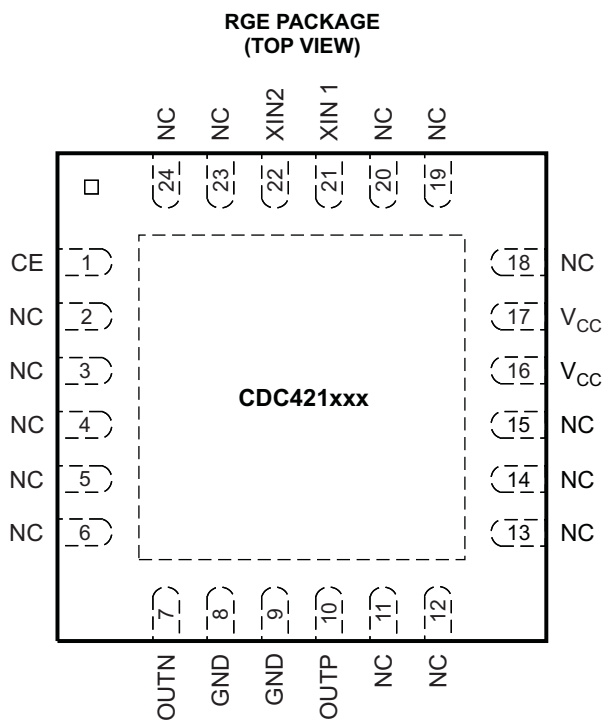 RGE PACKAGE
(TOP VIEW)
NC
NC
XIN2
XIN 1
NC
NC
24
23
22
21
20
19
CE 1
NC 2
NC 3
NC 4
NC 5
NC 6
CDC421xxx
18 NC
17 VCC
16 VCC
15 NC
14 NC
13 NC
7
8
9
10
11
12
OUTN
GND
GND
OUTP
NC
NC